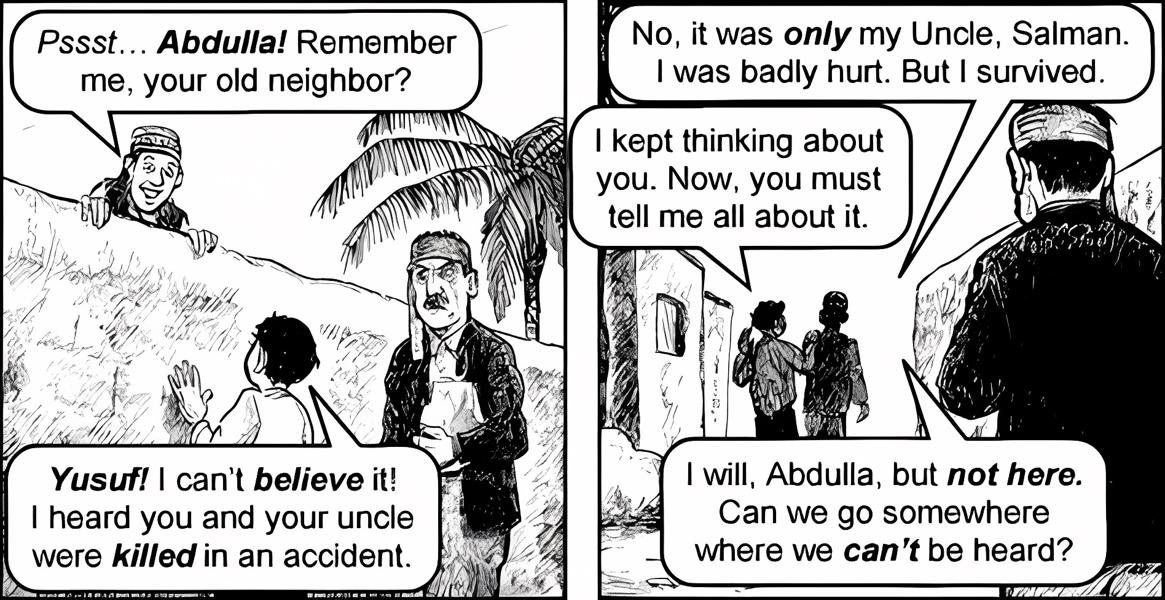 Pssst... Abdulla! Remember
me, your old neighbor?
Yusuf! I can't believe it!
I heard you and your uncle
were killed in an accident.
No, it was only my Uncle, Salman.
I was badly hurt. But I survived.
I kept thinking about
you. Now, you must
tell me all about it.
I will, Abdulla, but not here.
Can we go somewhere
where we can't be heard?